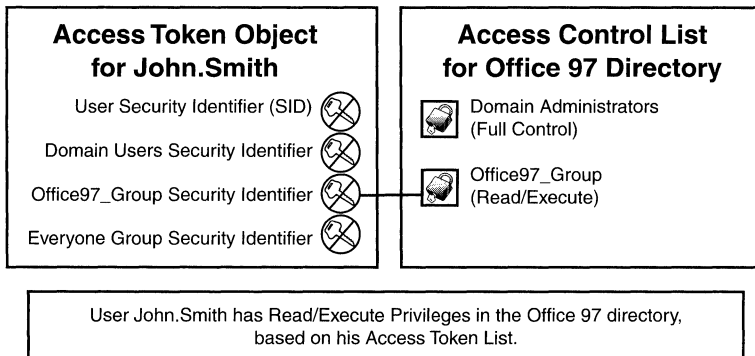 Access Token Object
for John.Smith
User Security Identifier (SID)
Domain Users Security Identifier
Office97_Group Security Identifier
Everyone Group Security Identifier
Access Control List
for Office 97 Directory
Domain Administrators
(Full Control)
Office97_Group
(Read/Execute)
User John.Smith has Read/Execute Privileges in the Office 97 directory,
based on his Access Token List.